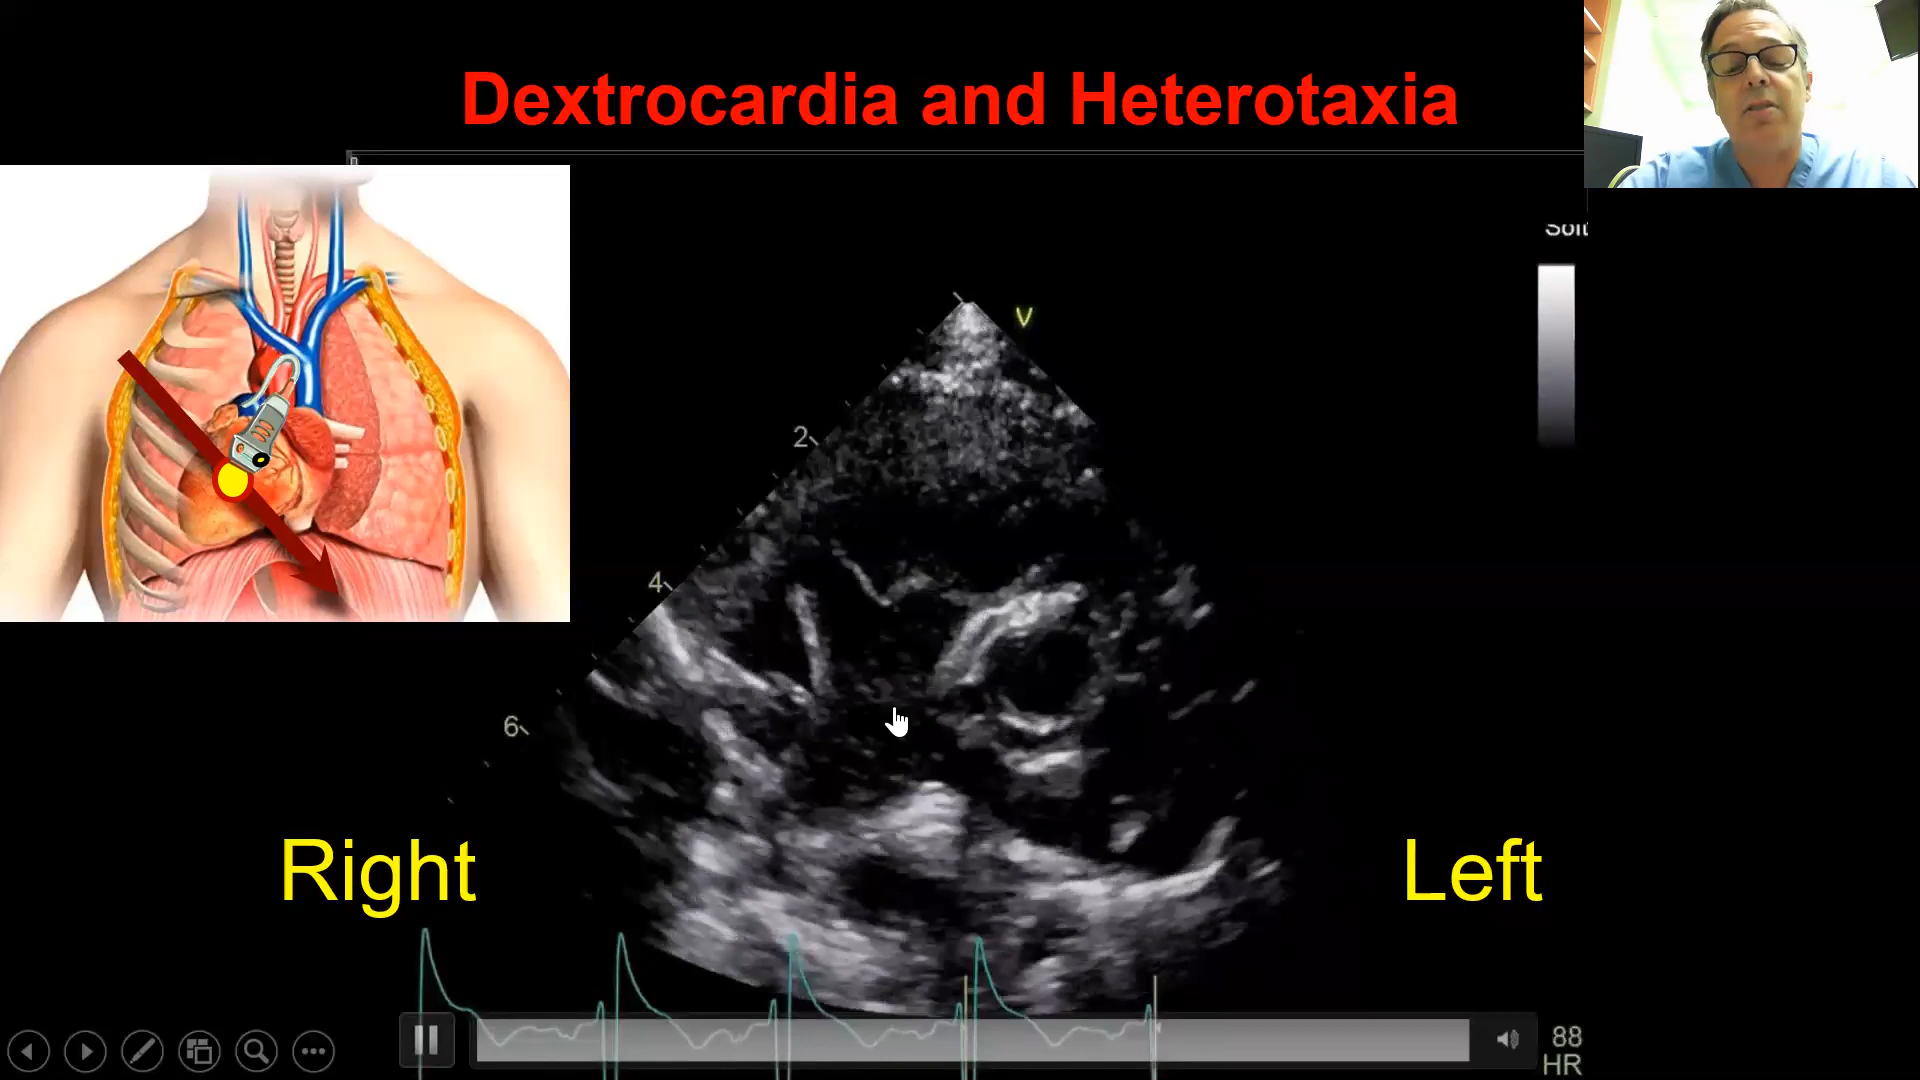 Dextrocardia and Heterotaxia
V
2
4
6
Right
Left
88
HR